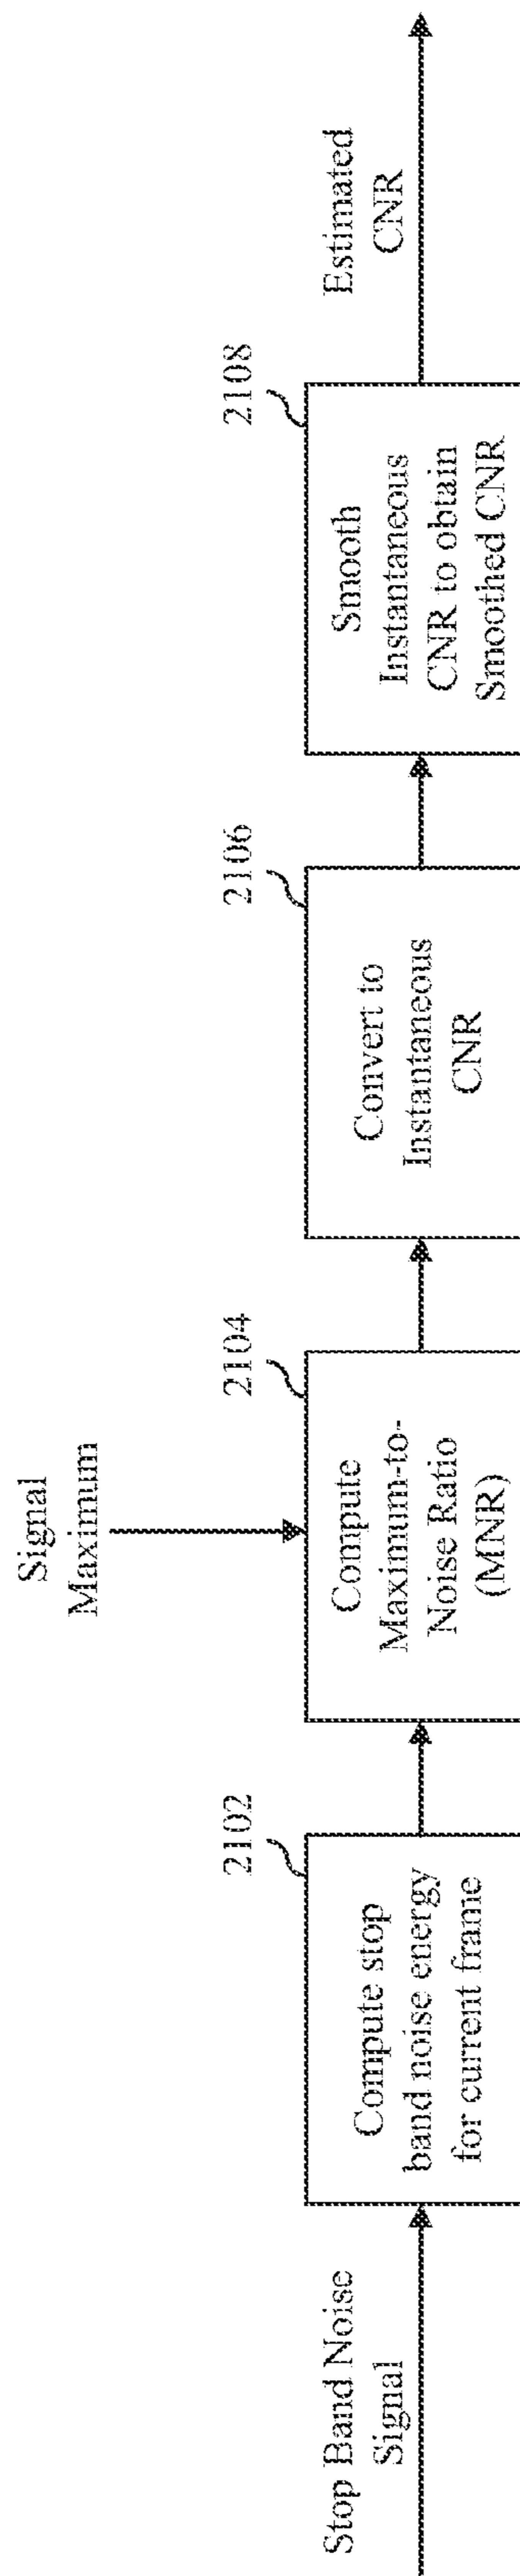 Stop Band Noise
Signal
2102
Compute stop
band noise energy
for current frame
Signal
Maximum
2104
Compute
Maximum-to-
Noise Ratio
(MNR)
2106
Convert to
Instantaneous
CNR
2108
Smooth
Instantaneous
CNR to obtain
Smoothed CNR
Estimated
CNR